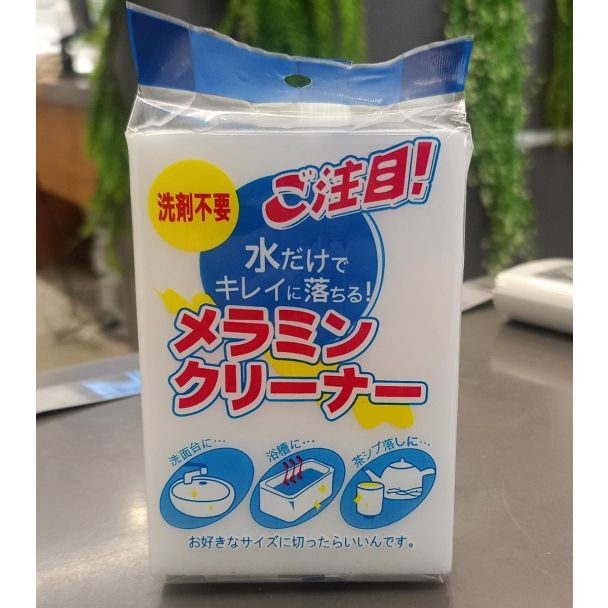 洗剤不要
ご注目!
水だけで
キレイに落ちる!
メラミン
クリーナー
洗面台に…
浴槽に…
茶シブ落しに…
お好きなサイズに切ったらいいんです。